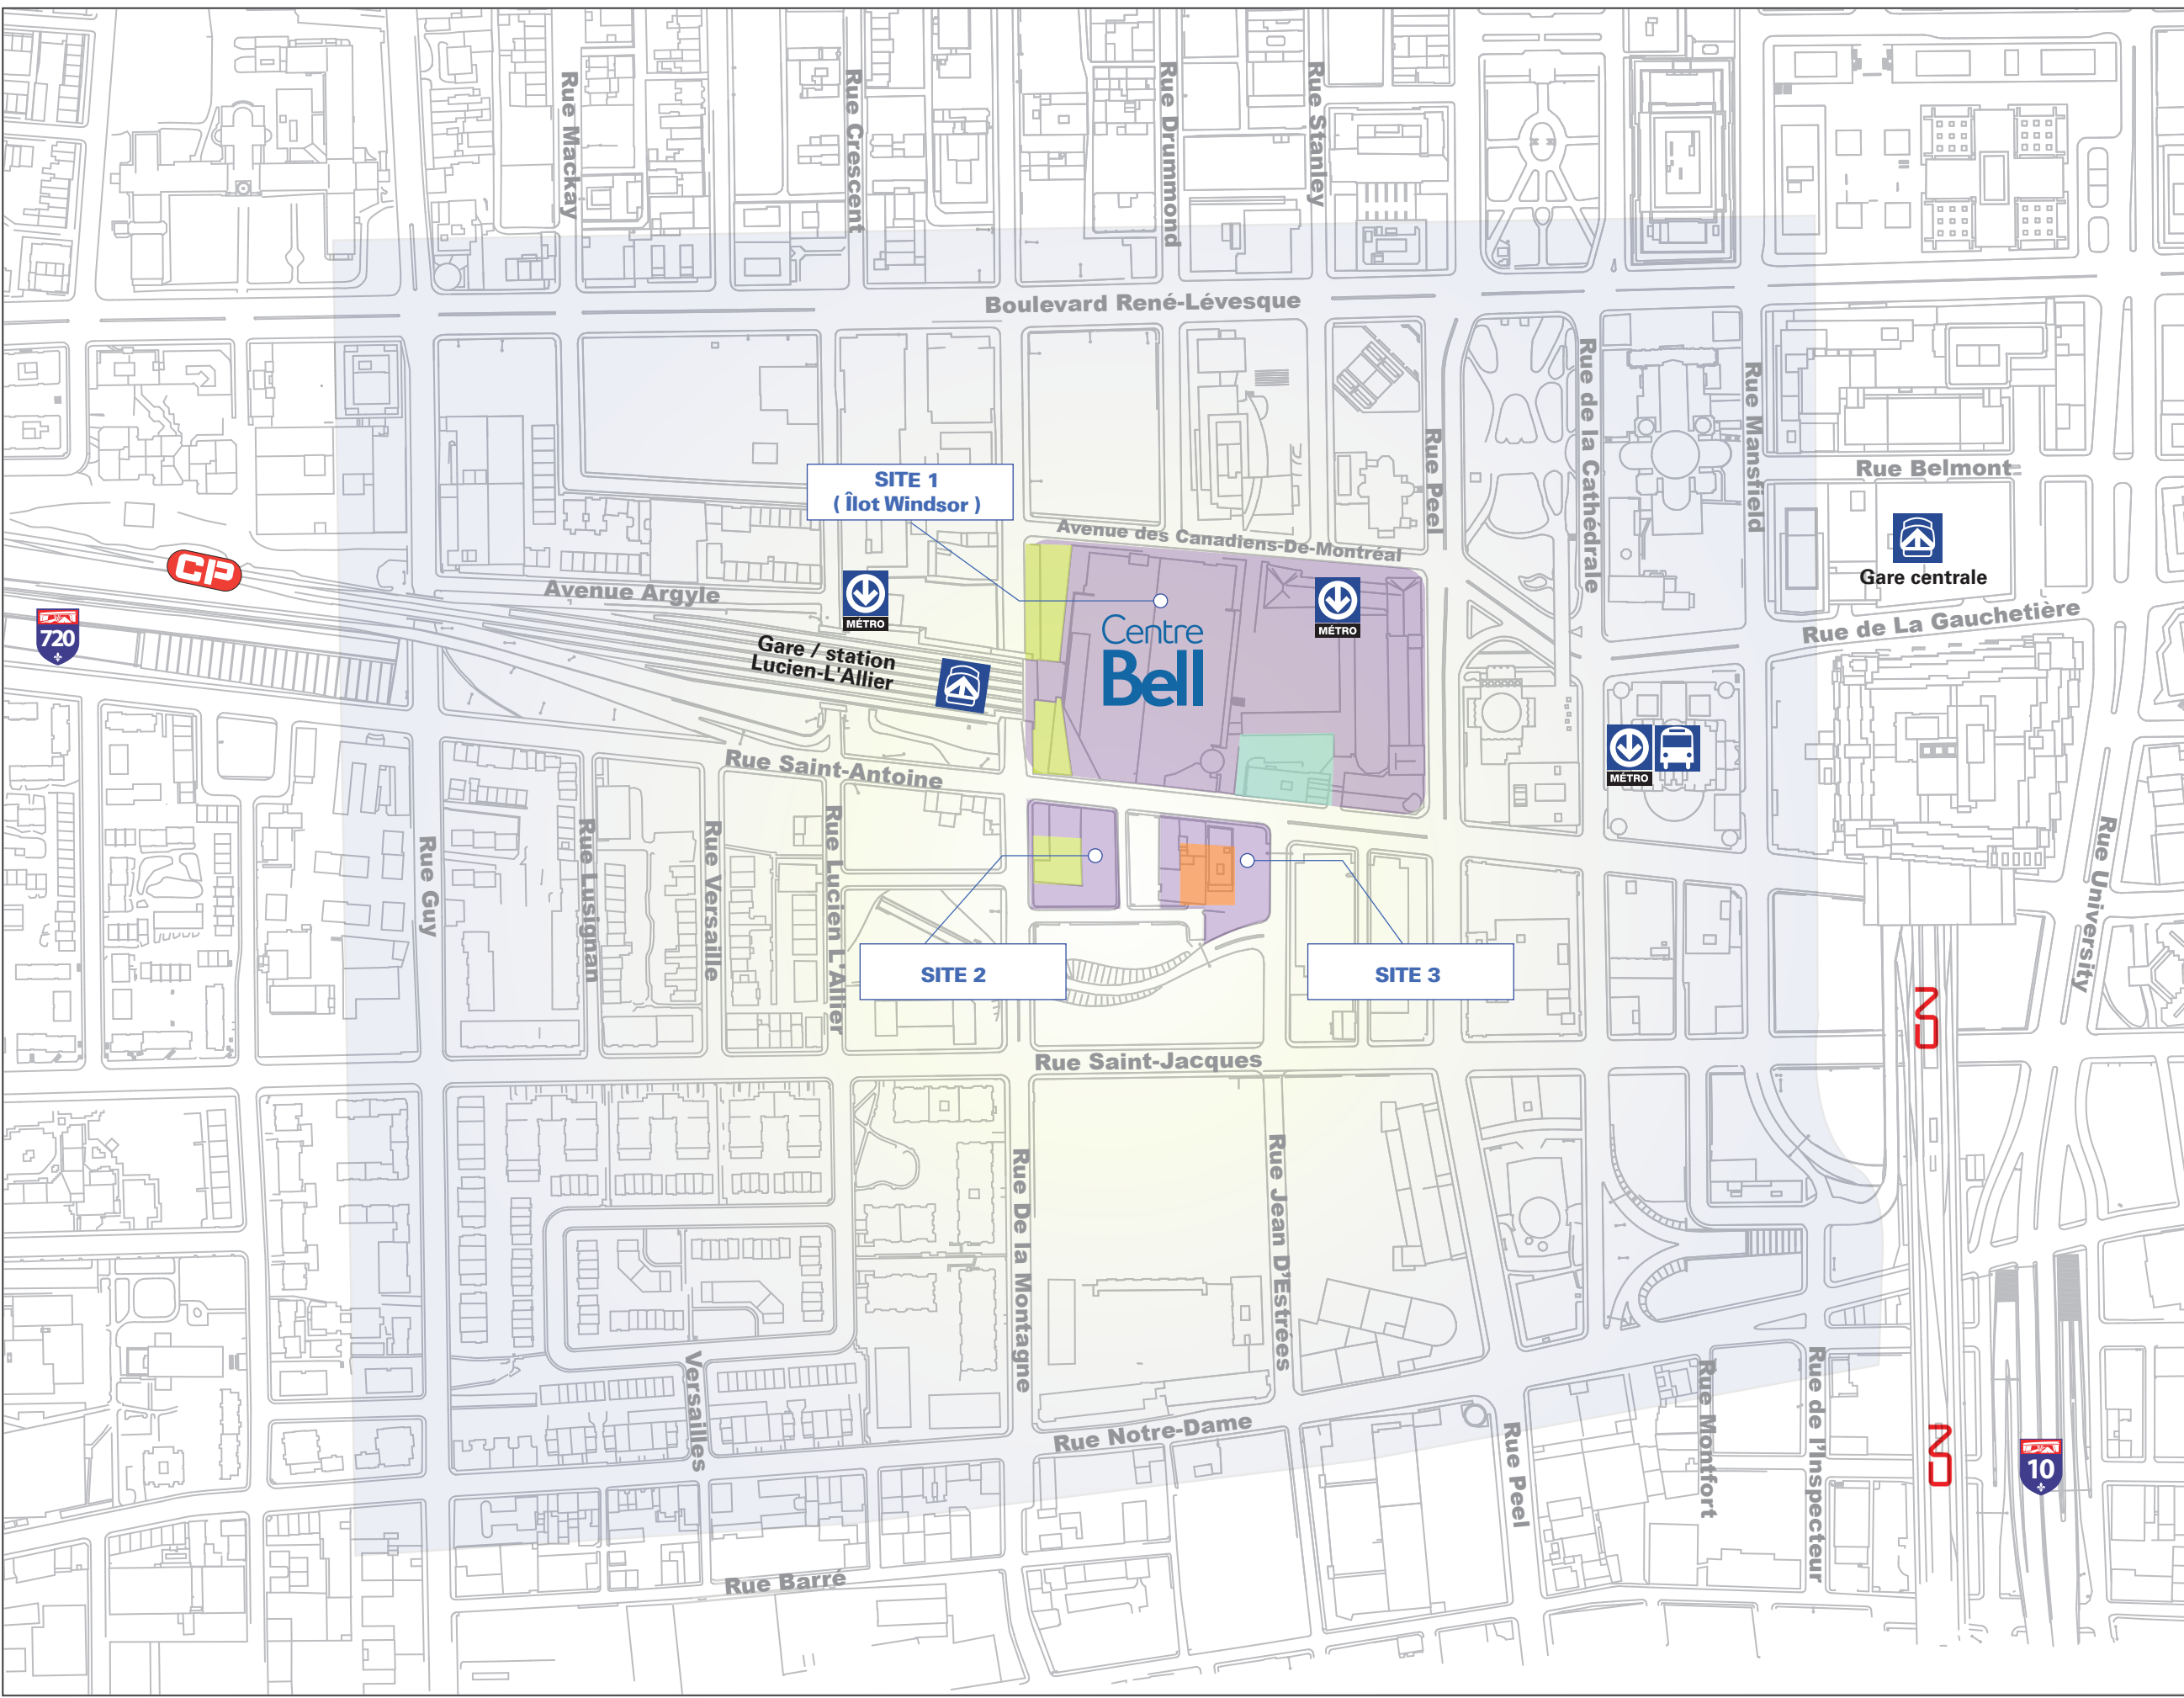 Rue Mackay
Rue Crescent
Rue Drummond
Rue Stanley
Boulevard René-Lévesque
Rue de la Cathédrale
Rue Mansfield
Rue Peel
Rue Belmont
SITE 1
( Îlot Windsor )
Avenue des Canadiens-De-Montréal
CP
Avenue Argyle
MÉTRO
MÉTRO
Gare centrale
Rue de La Gauchetière
720
Gare / station
Lucien-L'Allier
Centre
Bell
MÉTRO
Rue Saint-Antoine
Rue Guy
Rue Lusignan
Rue Versaille
Rue Lucien L'Allier
Rue University
SITE 2
SITE 3
CN
Rue Saint-Jacques
Rue De la Montagne
Rue Jean D'Estrées
Versailles
Rue Notre-Dame
Rue Peel
Rue Montfort
Rue de l'Inspecteur
CN
10
Rue Barré